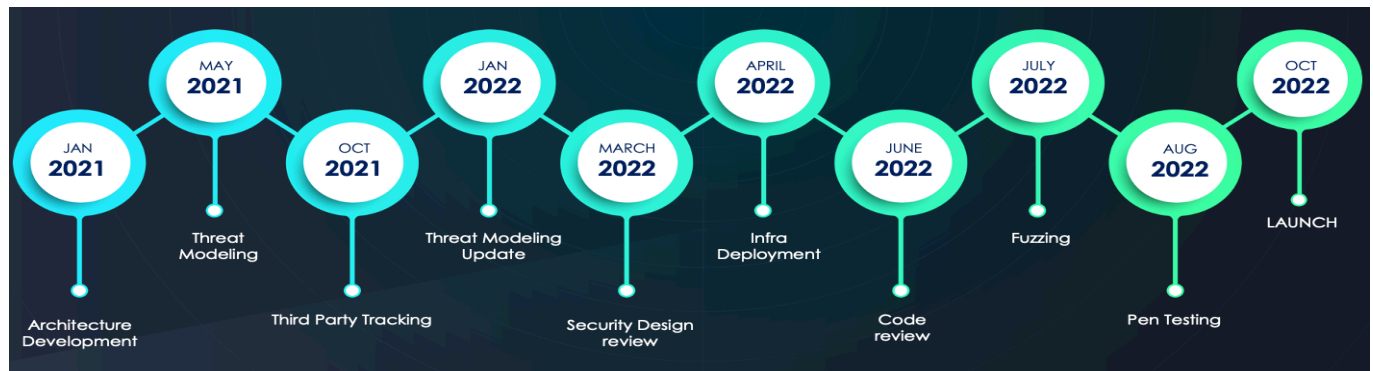 JAN
2021
Architecture
Development
MAY
2021
Threat
Modeling
OCT
2021
Third Party Tracking
JAN
2022
Threat Modeling
Update
MARCH
2022
Security Design
review
APRIL
2022
Infra
Deployment
JUNE
2022
Code
review
JULY
2022
Fuzzing
AUG
2022
Pen Testing
OCT
2022
LAUNCH